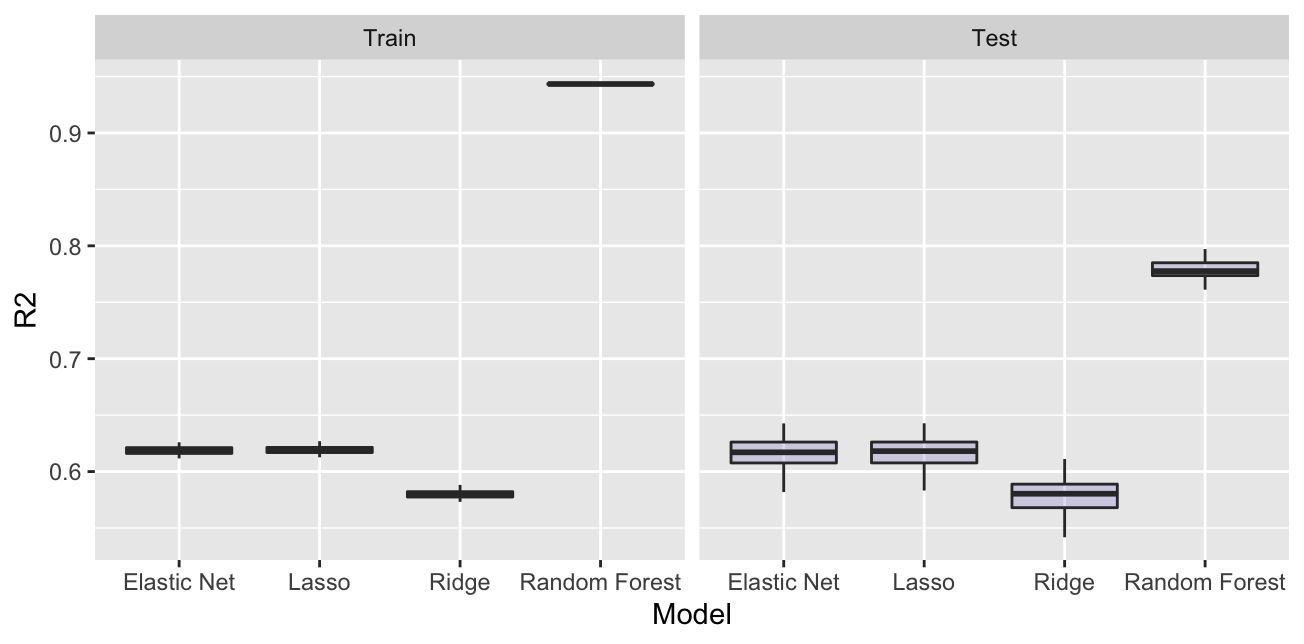 Train Test
R2
0.9
0.8
0.7
0.6
Elastic Net Lasso Ridge Random Forest Elastic Net Lasso Ridge Random Forest
Model